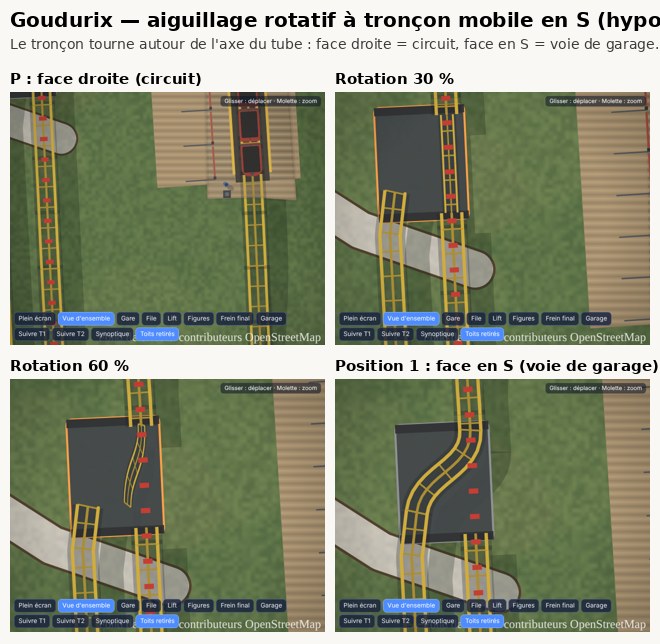 Goudurix — aiguillage rotatif à tronçon mobile en S (hypo
Le tronçon tourne autour de l'axe du tube : face droite = circuit, face en S = voie de garage.
P : face droite (circuit)
Rotation 30 %
Glisser : déplacer · Molette : zoom
Glisser : déplacer · Molette : zoom
Plein écran Vue d'ensemble Gare File Lift Figures Frein final Garage
Suivre T1 Suivre T2 Synoptique Toits retirés contributeurs OpenStreetMap
Plein écran Vue d'ensemble Gare File Lift Figures Frein final Garage
Suivre T1 Suivre T2 Synoptique Toits retirés contributeurs OpenStreetMap
Rotation 60 %
Position 1 : face en S (voie de garage)
Glisser : déplacer · Molette : zoom
Glisser : déplacer · Molette : zoom
Plein écran Vue d'ensemble Gare File Lift Figures Frein final Garage
Suivre T1 Suivre T2 Synoptique Toits retirés contributeurs OpenStreetMap
Plein écran Vue d'ensemble Gare File Lift Figures Frein final Garage
Suivre T1 Suivre T2 Synoptique Toits retirés contributeurs OpenStreetMap